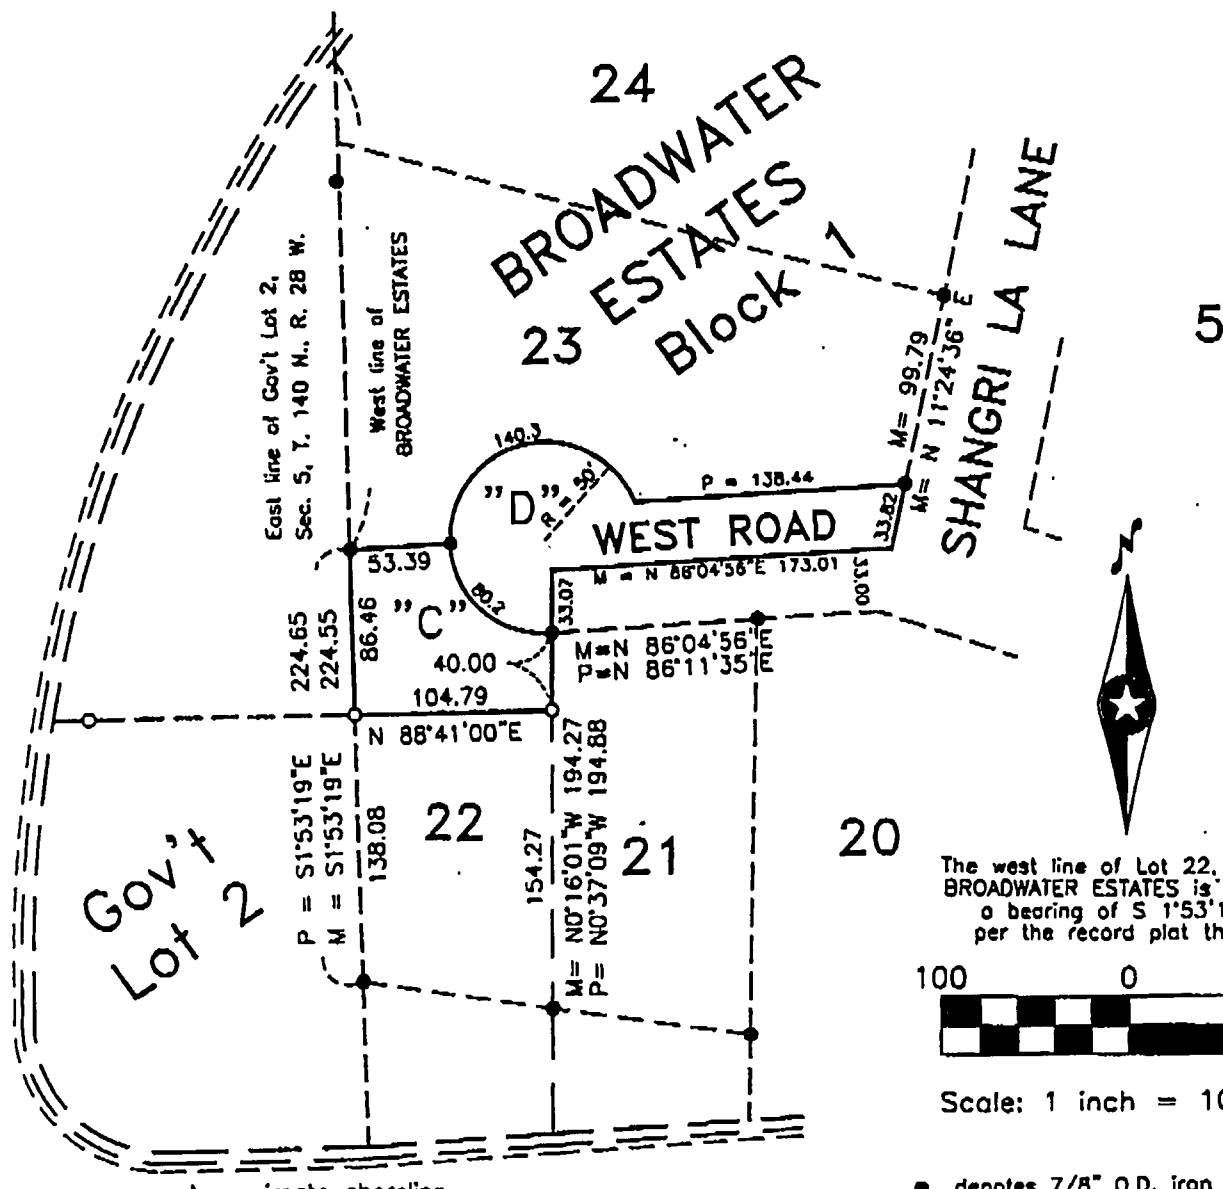 24
BROADWATER
ESTATES
Block 1
23
5
SHANGRI LA LANE
East line of Gov't Lot 2,
Sec. 5, T. 140 N., R. 28 W.
West line of
BROADWATER ESTATES
M= 99.79
M= N 11°24'36" E
140.3
"D"
R = 50'
P = 138.44
WEST ROAD
33.82
M = N 86°04'56"E 173.01
33.00
53.39
80.2
33.07
"C"
86.46
224.65
224.55
40.00
M=N 86°04'56"E
P=N 86°11'35"E
104.79
N 88°41'00"E
P = S1°53'19"E
M = S1°53'19"E
138.08
22
154.27
M= N0°16'01"W 194.27
P= N0°37'09"W 194.88
21
20
Gov't
Lot 2
N
The west line of Lot 22,
BROADWATER ESTATES is
a bearing of S 1°53'1
per the record plat th
100 0
Scale: 1 inch = 10
shoreline
denotes 7/8" O.D. iron